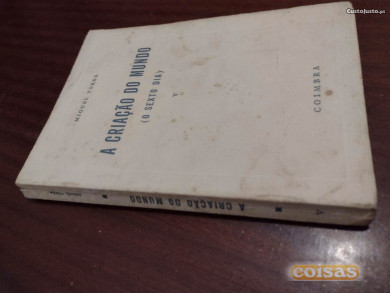 CustoJusto.pt
MIGUEL TORGA
A CRIAÇÃO DO MUNDO
(O SEXTO DIA)
V
COIMBRA
A CRIAÇÃO DO MUNDO
coisas